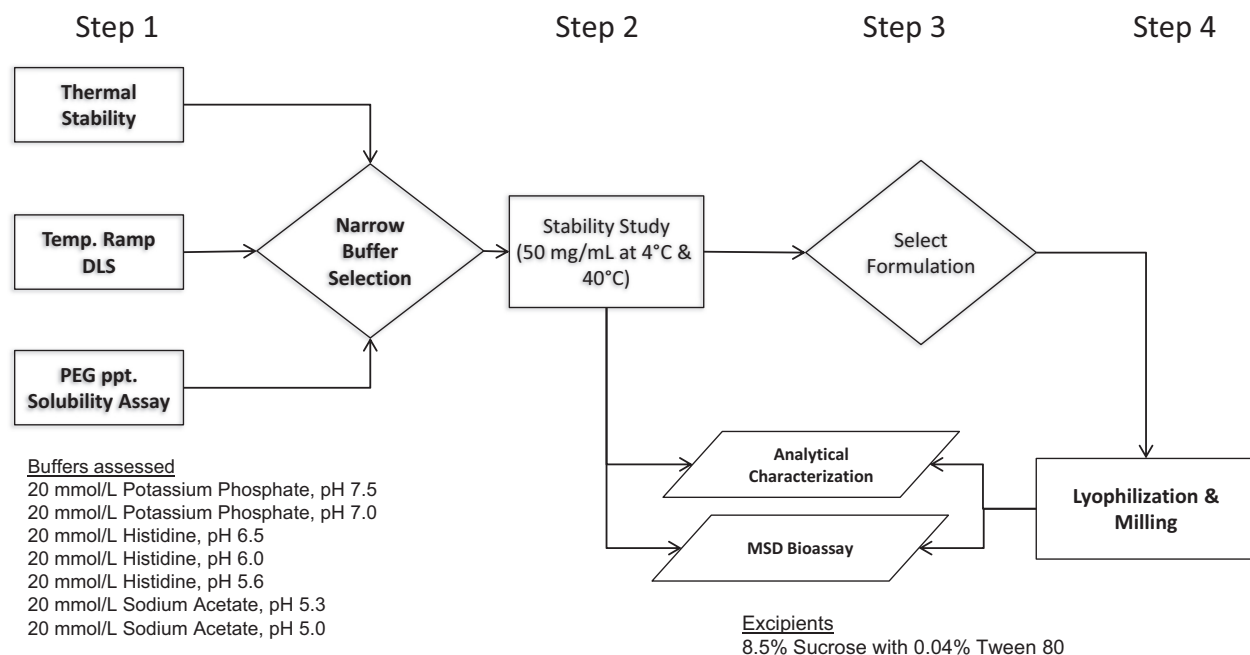 Step 1
Step 2
Step 3
Step 4
Thermal
Stability
Temp. Ramp
DLS
PEG ppt.
Solubility Assay
Narrow
Buffer
Selection
Stability Study
(50 mg/mL at 4°C &
40°C)
Select
Formulation
Analytical
Characterization
MSD Bioassay
Lyophilization &
Milling
Buffers assessed
20 mmol/L Potassium Phosphate, pH 7.5
20 mmol/L Potassium Phosphate, pH 7.0
20 mmol/L Histidine, pH 6.5
20 mmol/L Histidine, pH 6.0
20 mmol/L Histidine, pH 5.6
20 mmol/L Sodium Acetate, pH 5.3
20 mmol/L Sodium Acetate, pH 5.0
Excipients
8.5% Sucrose with 0.04% Tween 80